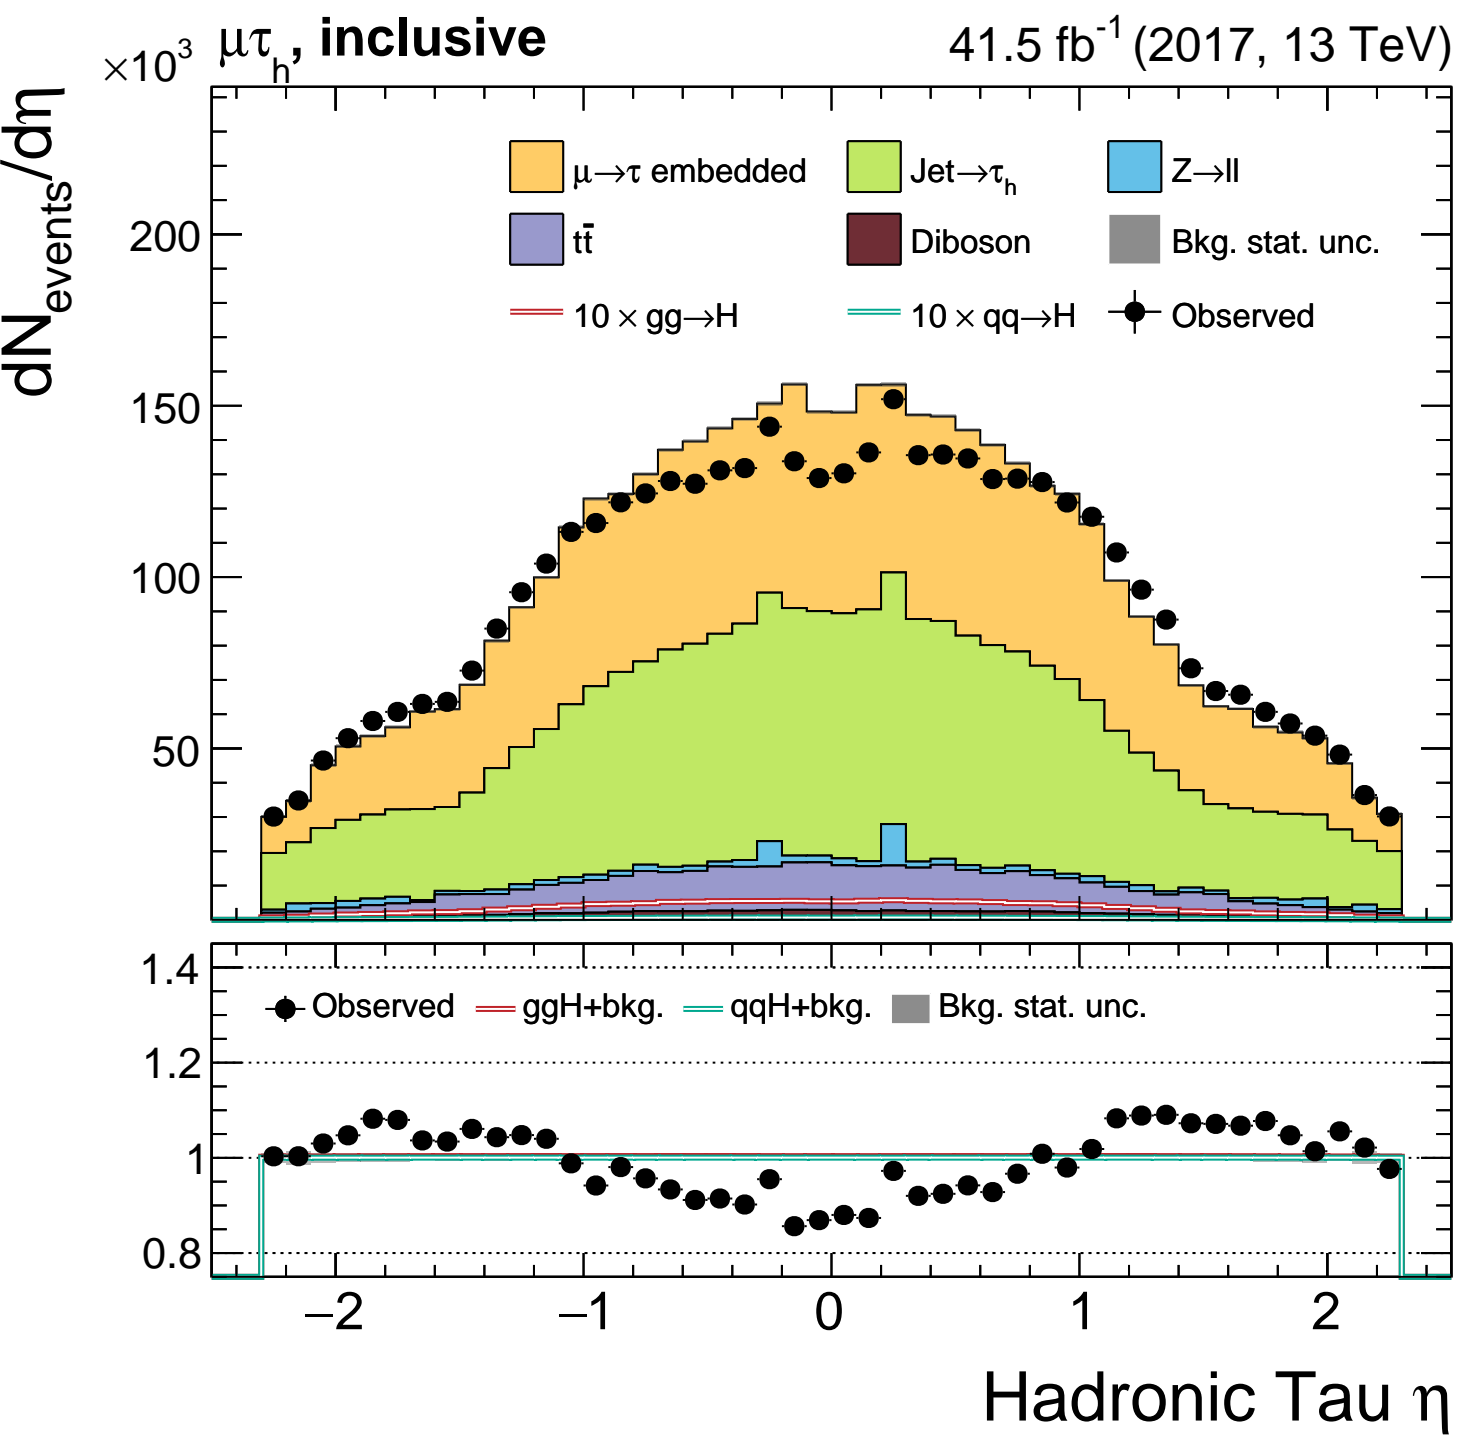 ×10³ μτₕ, inclusive 41.5 fb⁻¹ (2017, 13 TeV)
dN_events/dη
μ→τ embedded Jet→τₕ Z→ll
tt̄ Diboson Bkg. stat. unc.
10 × gg→H 10 × qq→H Observed
200
150
100
50
1.4
Observed ggH+bkg. qqH+bkg. Bkg. stat. unc.
1.2
1
0.8
−2 −1 0 1 2
Hadronic Tau η